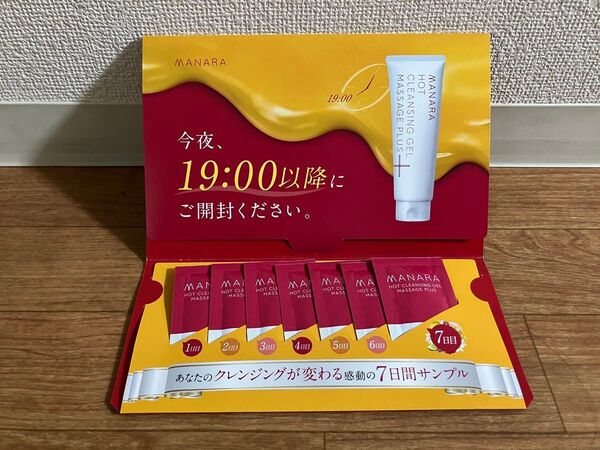 MANARA
19:00
MANARA
HOT
CLEANSING GEL
MASSAGE PLUS
今夜、
19:00以降に
ご開封ください。
MANARA
HOT CLEANSING GEL
MASSAGE PLUS
1日目
2日目
3日目
4日目
5日目
6日目
7日目
あなたのクレンジングが変わる感動の7日間サンプル